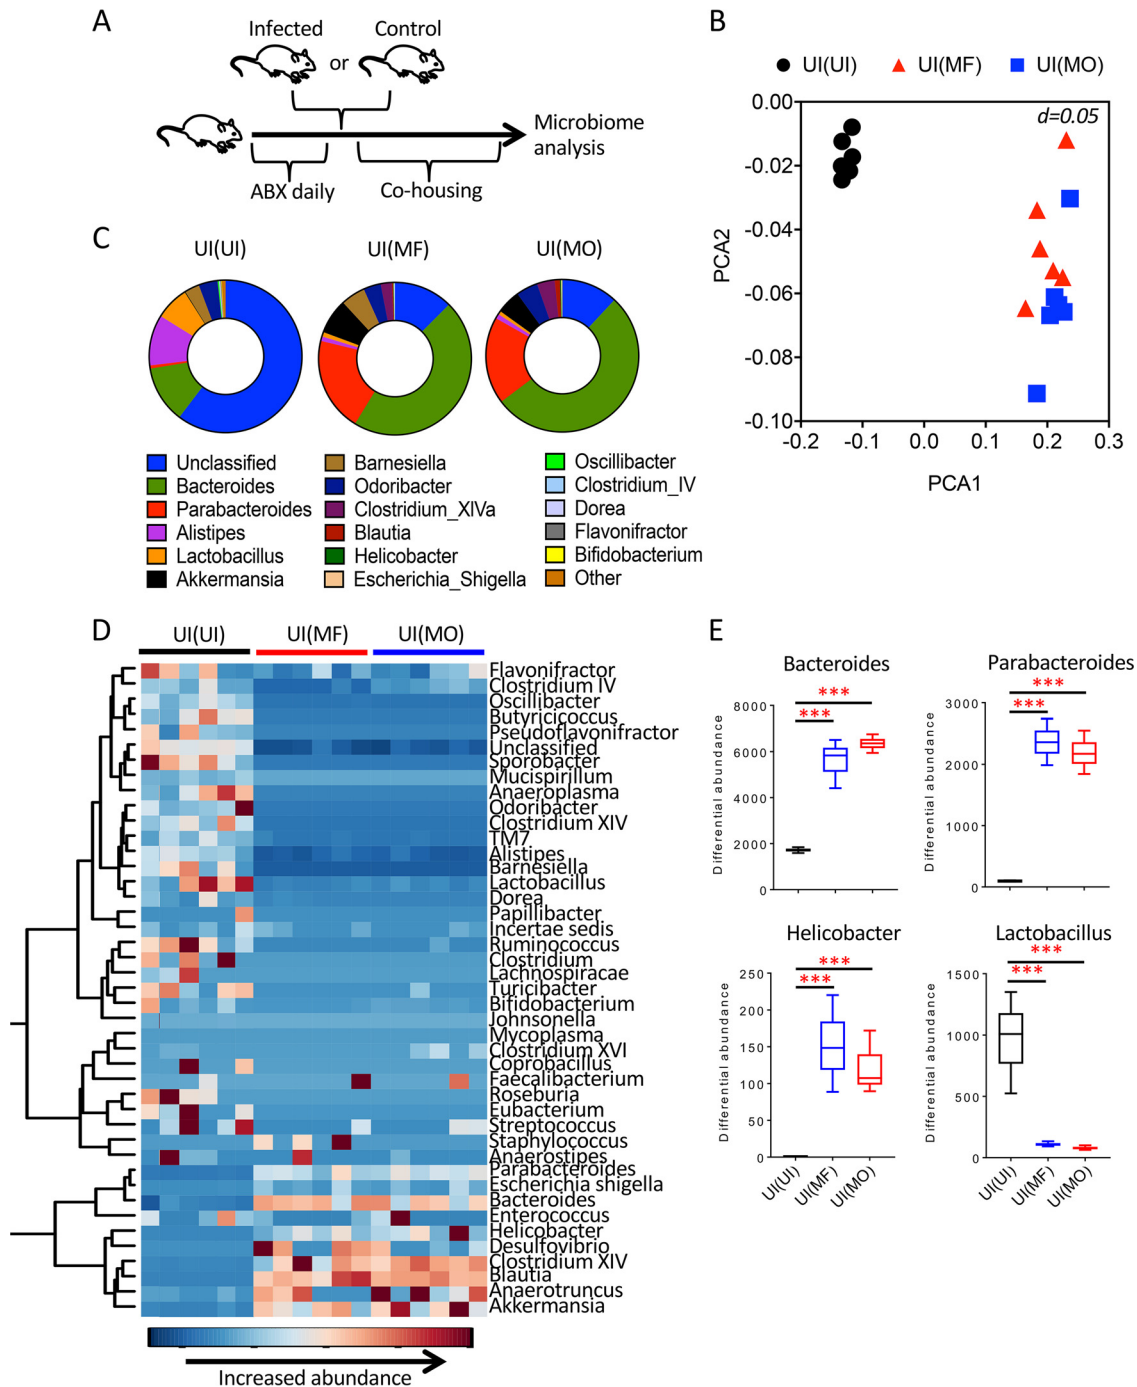 A
Infected
or
Control
Microbiome
analysis
ABX daily
Co-housing
B
UI(UI)
UI(MF)
UI(MO)
d=0.05
0.00
-0.02
-0.04
-0.06
-0.08
-0.10
PCA2
-0.2
-0.1
0.0
0.1
0.2
0.3
PCA1
C
UI(UI)
UI(MF)
UI(MO)
Unclassified
Bacteroides
Parabacteroides
Alistipes
Lactobacillus
Akkermansia
Barnesiella
Odoribacter
Clostridium_XIVa
Blautia
Helicobacter
Escherichia_Shigella
Oscillibacter
Clostridium_IV
Dorea
Flavonifractor
Bifidobacterium
Other
D
UI(UI)
UI(MF)
UI(MO)
Flavonifractor
Clostridium IV
Oscillibacter
Butyricicoccus
Pseudoflavonifractor
Unclassified
Sporobacter
Mucispirillum
Anaeroplasma
Odoribacter
Clostridium XIV
TM7
Alistipes
Barnesiella
Lactobacillus
Dorea
Papillibacter
Incertae sedis
Ruminococcus
Clostridium
Lachnospiracae
Turicibacter
Bifidobacterium
Johnsonella
Mycoplasma
Clostridium XVI
Coprobacillus
Faecalibacterium
Roseburia
Eubacterium
Streptococcus
Staphylococcus
Anaerostipes
Parabacteroides
Escherichia shigella
Bacteroides
Enterococcus
Helicobacter
Desulfovibrio
Clostridium XIV
Blautia
Anaerotruncus
Akkermansia
Increased abundance
E
Bacteroides
***
***
8000
6000
4000
2000
0
Differential abundance
Parabacteroides
***
***
3000
2000
1000
0
Differential abundance
Helicobacter
***
***
250
200
150
100
50
0
Differential abundance
UI(UI)
UI(MF)
UI(MO)
Lactobacillus
***
***
1500
1000
500
0
Differential abundance
UI(UI)
UI(MF)
UI(MO)